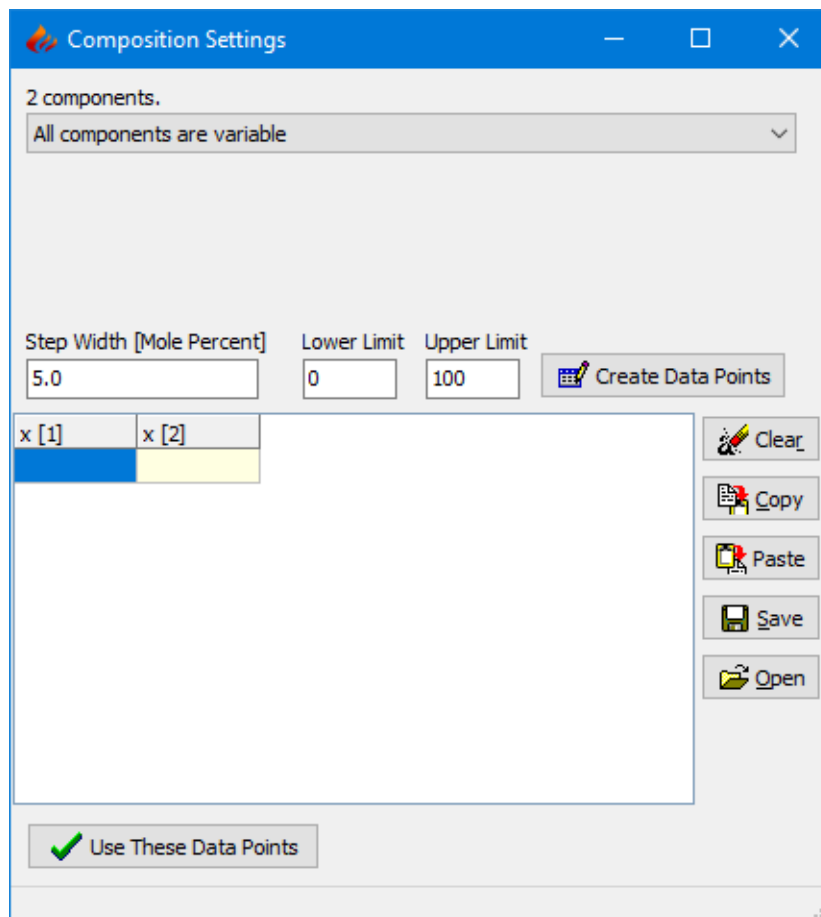 Composition Settings
2 components.
All components are variable
Step Width [Mole Percent] Lower Limit Upper Limit
5.0 0 100 Create Data Points
x [1] x [2]
Clear
Copy
Paste
Save
Open
Use These Data Points